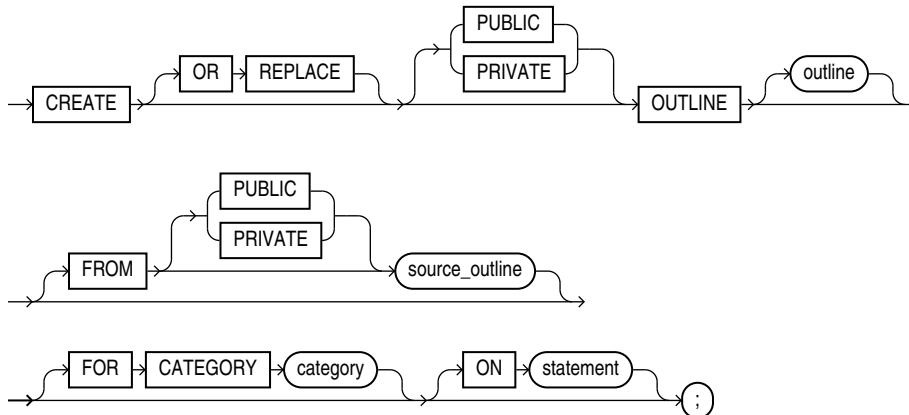 PUBLIC
OR REPLACE PRIVATE outline
CREATE OUTLINE
PUBLIC
PRIVATE
FROM source_outline
FOR CATEGORY category ON statement
;